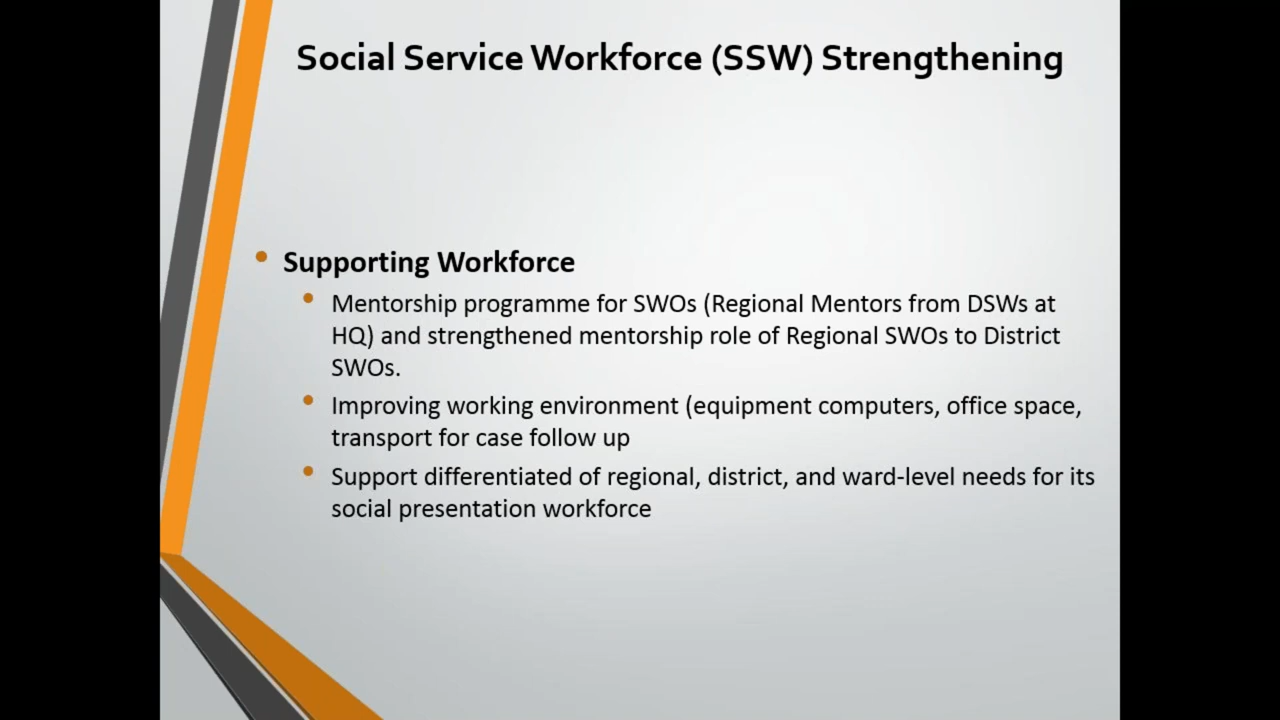 Social Service Workforce (SSW) Strengthening
Supporting Workforce
Mentorship programme for SWOs (Regional Mentors from DSWs at
HQ) and strengthened mentorship role of Regional SWOs to District
SWOs.
Improving working environment (equipment computers, office space,
transport for case follow up
Support differentiated of regional, district, and ward-level needs for its
social presentation workforce